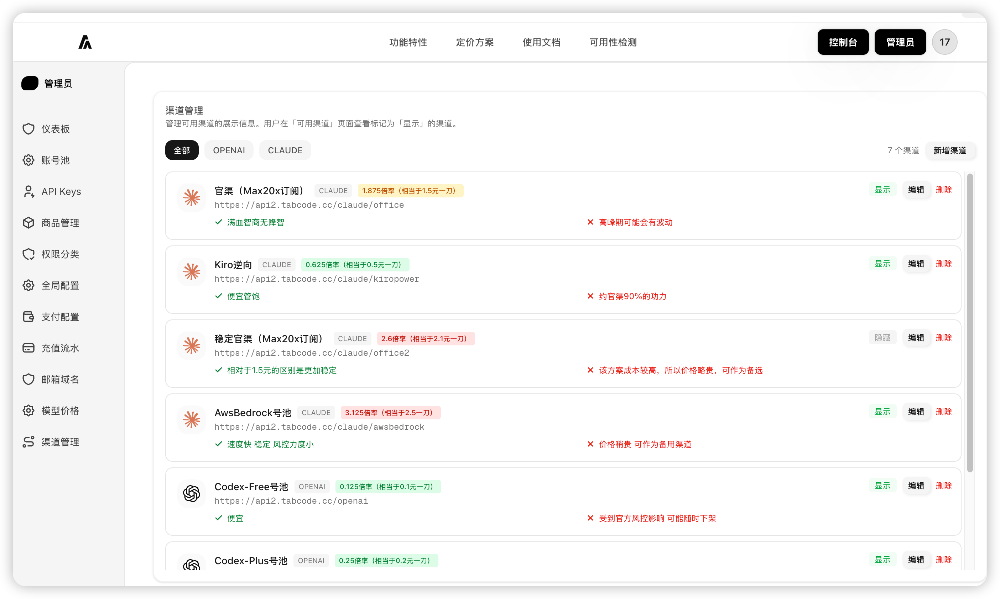 功能特性 定价方案 使用文档 可用性检测 控制台 管理员 17
管理员
仪表板
账号池
API Keys
商品管理
权限分类
全局配置
支付配置
充值流水
邮箱域名
模型价格
渠道管理
渠道管理
管理可用渠道的展示信息。用户在「可用渠道」页面查看标记为「显示」的渠道。
全部 OPENAI CLAUDE 7 个渠道 新增渠道
官渠（Max20x订阅） CLAUDE 1.875倍率（相当于1.5元一刀） 显示 编辑 删除
https://api2.tabcode.cc/claude/office
满血智商无降智 高峰期可能会有波动
Kiro逆向 CLAUDE 0.625倍率（相当于0.5元一刀） 显示 编辑 删除
https://api2.tabcode.cc/claude/kiropower
便宜管饱 约官渠90%的功力
稳定官渠（Max20x订阅） CLAUDE 2.6倍率（相当于2.1元一刀） 隐藏 编辑 删除
https://api2.tabcode.cc/claude/office2
相对于1.5元的区别是更加稳定 该方案成本较高，所以价格略贵，可作为备选
AwsBedrock号池 CLAUDE 3.125倍率（相当于2.5一刀） 显示 编辑 删除
https://api2.tabcode.cc/claude/awsbedrock
速度快 稳定 风控力度小 价格稍贵 可作为备用渠道
Codex-Free号池 OPENAI 0.125倍率（相当于0.1元一刀） 显示 编辑 删除
https://api2.tabcode.cc/openai
便宜 受到官方风控影响 可能随时下架
Codex-Plus号池 OPENAI 0.25倍率（相当于0.2元一刀） 显示 编辑 删除